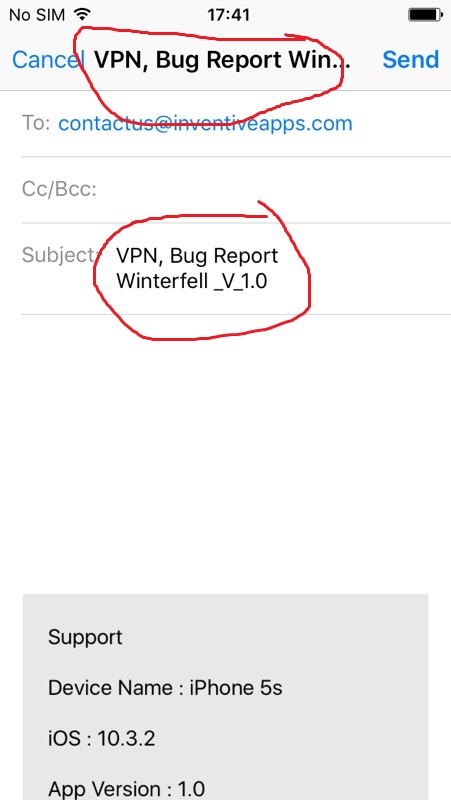 No SIM 17:41
Cancel VPN, Bug Report Win... Send
To: contactus@inventiveapps.com
Cc/Bcc:
Subject: VPN, Bug Report
Winterfell _V_1.0
Support
Device Name : iPhone 5s
iOS : 10.3.2
App Version : 1.0